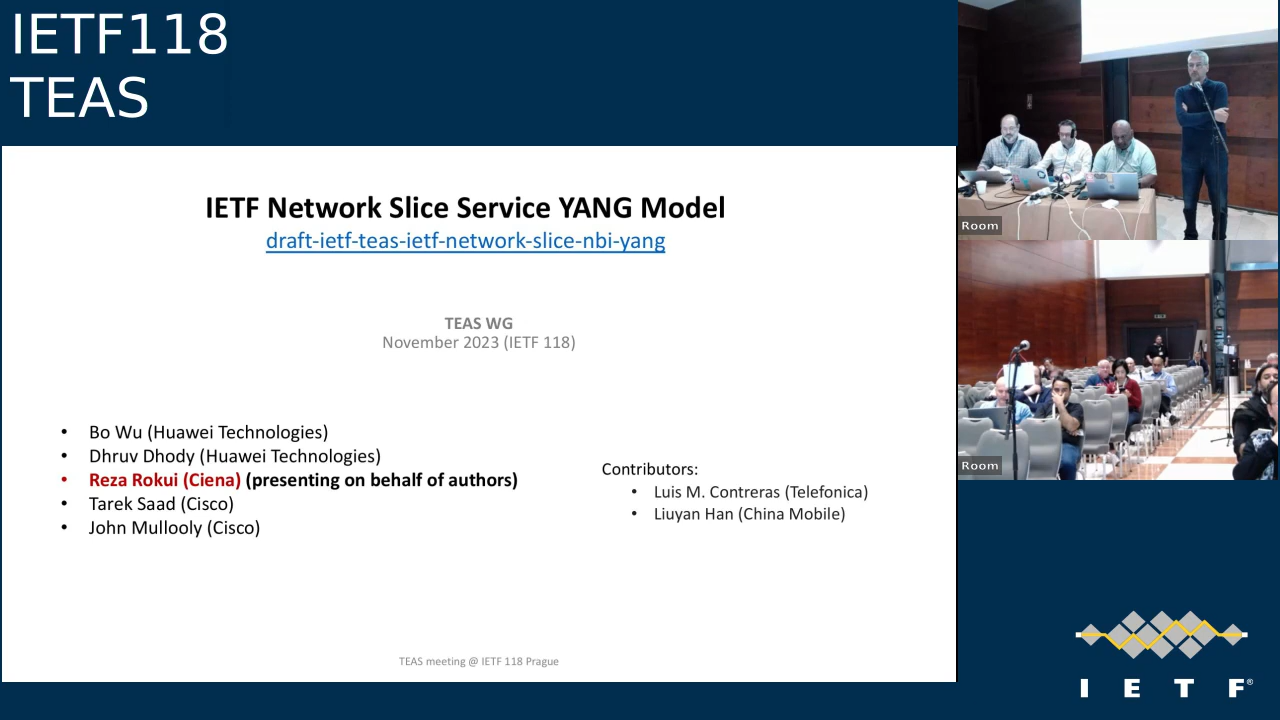 IETF118
TEAS
IETF Network Slice Service YANG Model
draft-ietf-teas-ietf-network-slice-nbi-yang
TEAS WG
November 2023 (IETF 118)
• Bo Wu (Huawei Technologies)
• Dhruv Dhody (Huawei Technologies)
• Reza Rokui (Ciena) (presenting on behalf of authors)
• Tarek Saad (Cisco)
• John Mullooly (Cisco)
Contributors:
• Luis M. Contreras (Telefonica)
• Liuyan Han (China Mobile)
TEAS meeting @ IETF 118 Prague
Room
Room
I E T F®